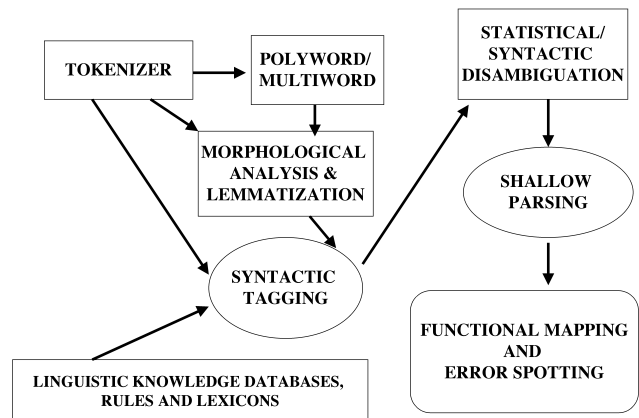 TOKENIZER
POLYWORD/
MULTIWORD
MORPHOLOGICAL
ANALYSIS &
LEMMATIZATION
SYNTACTIC
TAGGING
LINGUISTIC KNOWLEDGE DATABASES,
RULES AND LEXICONS
STATISTICAL/
SYNTACTIC
DISAMBIGUATION
SHALLOW
PARSING
FUNCTIONAL MAPPING
AND
ERROR SPOTTING